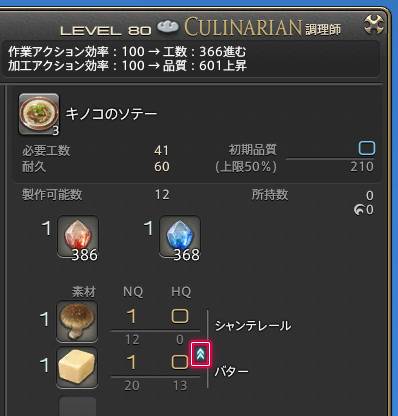 LEVEL 80 CULINARIAN 調理師
作業アクション効率：100 → 工数：366進む
加工アクション効率：100 → 品質：601上昇
3 キノコのソテー
必要工数 41 初期品質
耐久 60 (上限50％) 210
製作可能数 12 所持数 0
0
1 386 1 368
素材 NQ HQ
1 1 シャンテレール
12 0
1 1 バター
20 13